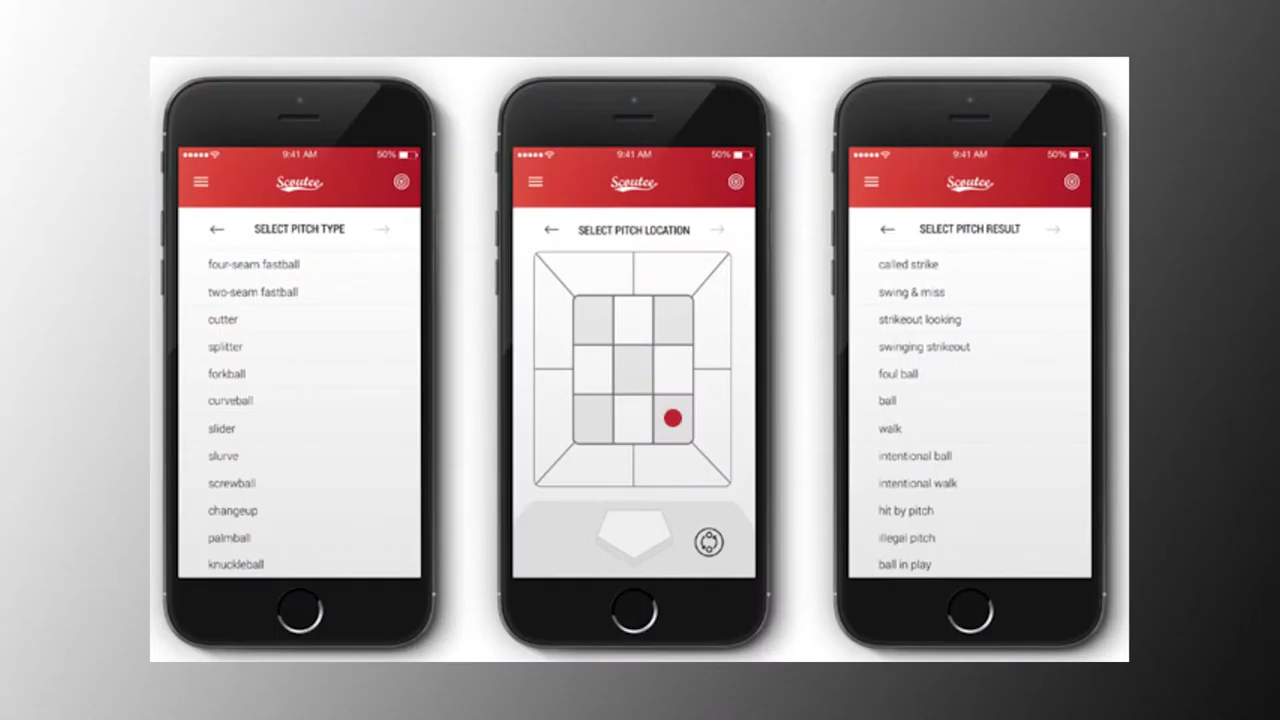 9:41 AM 50%
Scoutee
SELECT PITCH TYPE
four-seam fastball
two-seam fastball
cutter
splitter
forkball
curveball
slider
slurve
screwball
changeup
palmball
knuckleball
9:41 AM 50%
Scoutee
SELECT PITCH LOCATION
9:41 AM 50%
Scoutee
SELECT PITCH RESULT
called strike
swing & miss
strikeout looking
swinging strikeout
foul ball
ball
walk
intentional ball
intentional walk
hit by pitch
illegal pitch
ball in play